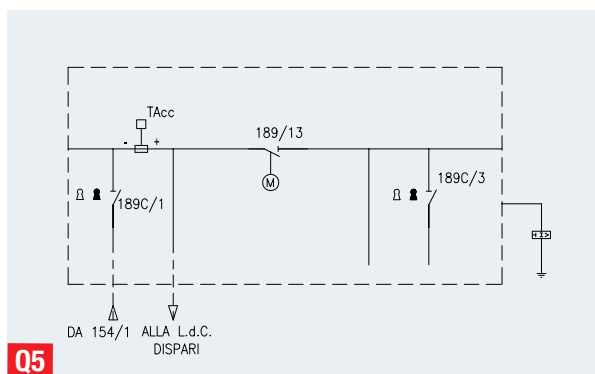 TAcc
- +
189/13
M
189C/1
189C/3
DA 154/1 ALLA L.d.C.
DISPARI
Q5